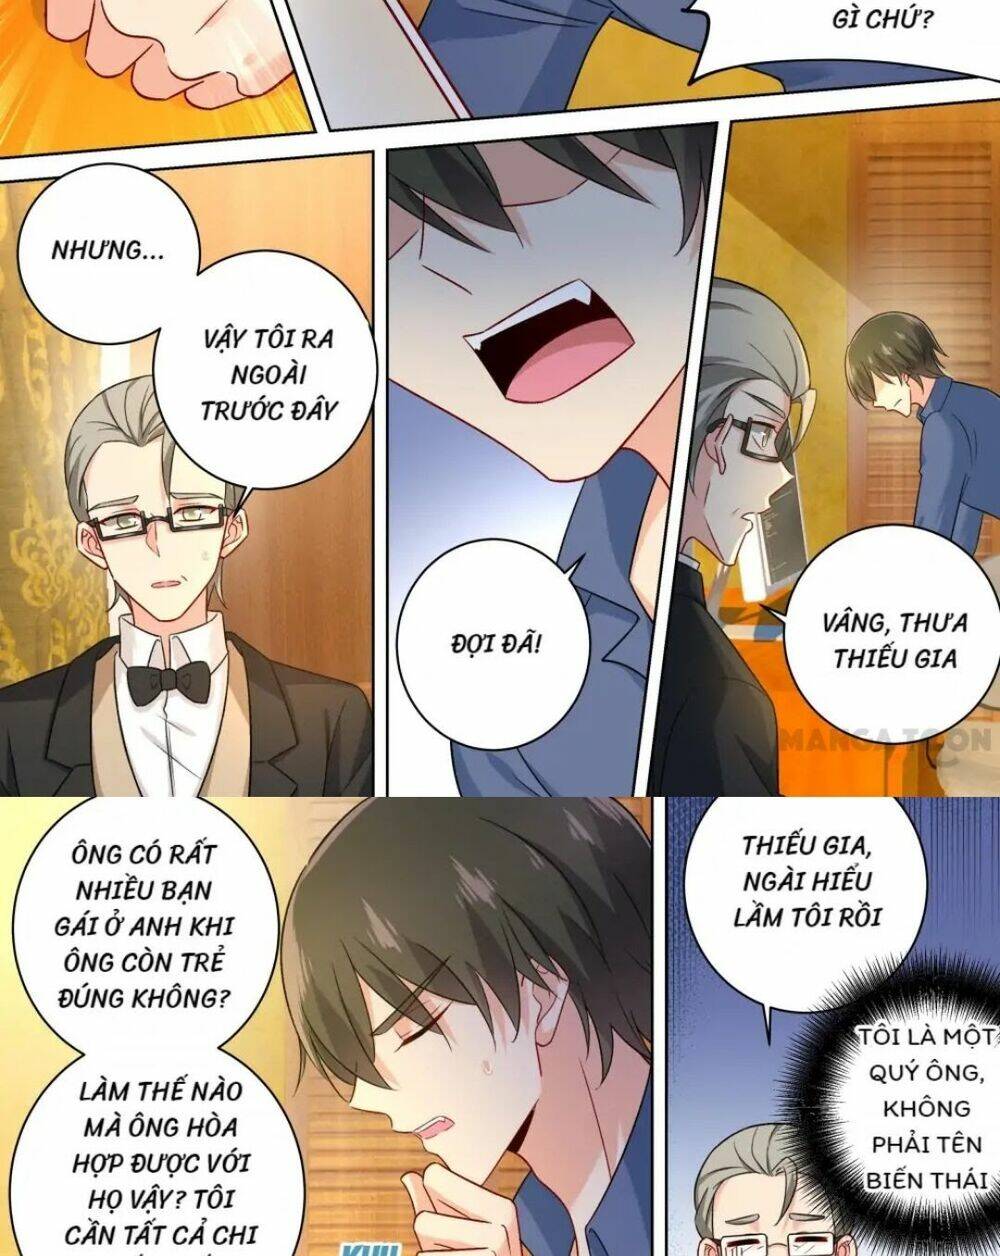 GÌ CHỨ?
NHƯNG...
VẬY TÔI RA
NGOÀI
TRƯỚC ĐÂY
ĐỢI ĐÃ!
VÂNG, THƯA
THIẾU GIA
MANGATOON
ÔNG CÓ RẤT
NHIỀU BẠN
GÁI Ở ANH KHI
ÔNG CÒN TRẺ
ĐÚNG KHÔNG?
LÀM THẾ NÀO
MÀ ÔNG HÒA
HỢP ĐƯỢC VỚI
HỌ VẬY? TÔI
CẦN TẤT CẢ CHI
THIẾU GIA,
NGÀI HIỂU
LẦM TÔI RỒI
TÔI LÀ MỘT
QUÝ ÔNG,
KHÔNG
PHẢI TÊN
BIẾN THÁI